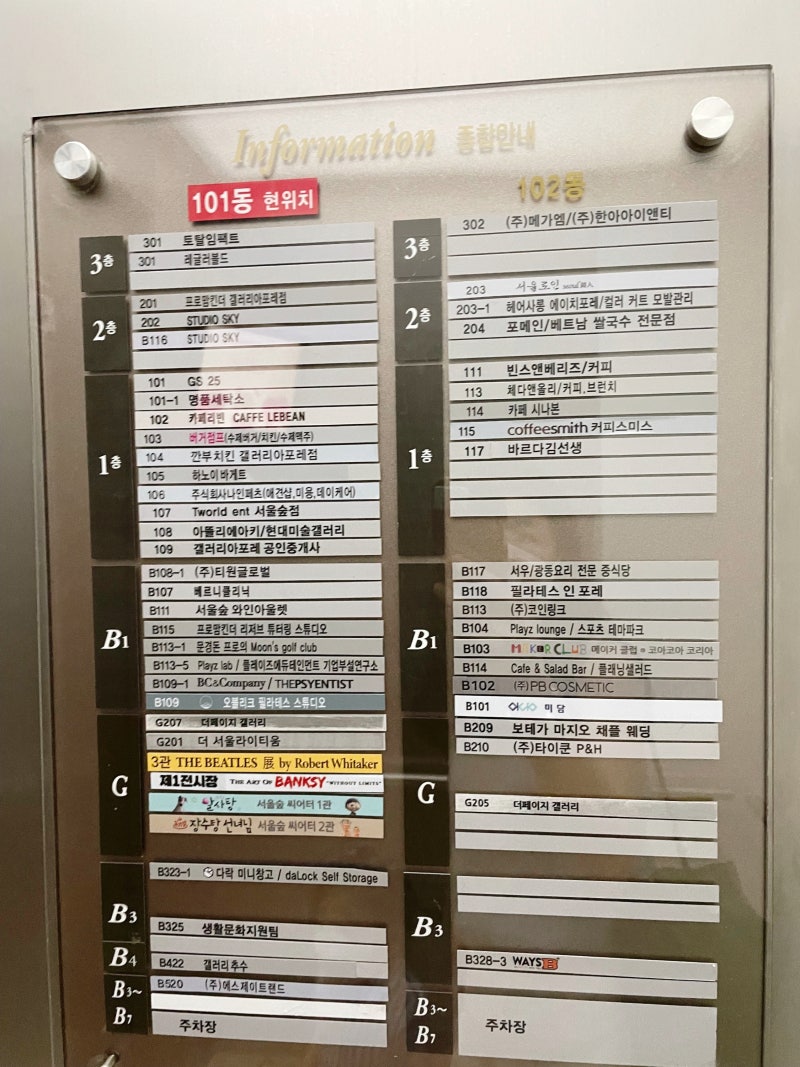 Information 종합안내
101동 현위치
3층
301 토탈임팩트
301 레귤러볼드
2층
201 프로맘킨더 갤러리아포레점
202 STUDIO SKY
B116 STUDIO SKY
1층
101 GS 25
101-1 명품세탁소
102 카페리빈 CAFFE LEBEAN
103 버거점프(수제버거/치킨/수제맥주)
104 깐부치킨 갤러리아포레점
105 하노이바게트
106 주식회사나인페츠(애견샵,미용,데이케어)
107 Tworld ent 서울숲점
108 아뜰리에아키/현대미술갤러리
109 갤러리아포레 공인중개사
B1
B108-1 (주)티원글로벌
B107 베르니클리닉
B111 서울숲 와인아울렛
B115 프로맘킨더 리저브 튜터링 스튜디오
B113-1 문경돈 프로의 Moon's golf club
B113-5 Playz lab / 플레이즈에듀테인먼트 기업부설연구소
B109-1 BC&Company / THEPSYENTIST
B109 오블리크 필라테스 스튜디오
G
G207 더페이지 갤러리
G201 더 서울라이티움
3관 THE BEATLES 展 by Robert Whitaker
제1전시장 THE ART OF BANKSY "WITHOUT LIMITS"
알사탕 서울숲 씨어터 1관
장수탕 선녀님 서울숲 씨어터 2관
B3
B323-1 다락 미니창고 / daLock Self Storage
B325 생활문화지원팀
B4
B422 갤러리추수
B3~
B7
B520 (주)에스제이트랜드
주차장
102동
3층
302 (주)메가엠/(주)한아아이앤티
2층
203 서울로인
203-1 헤어사롱 에이치포레/컬러 커트 모발관리
204 포메인/베트남 쌀국수 전문점
1층
111 빈스앤베리즈/커피
113 체다앤올리/커피,브런치
114 카페 시나본
115 coffeesmith 커피스미스
117 바르다김선생
B1
B117 서우/광동요리 전문 중식당
B118 필라테스 인 포레
B113 (주)코인링크
B104 Playz lounge / 스포츠 테마파크
B103 MAKER CLUB 메이커 클럽 코아코아 코리아
B114 Cafe & Salad Bar / 플래닝샐러드
B102 (주)PB COSMETIC
B101 미담
B209 보테가 마지오 채플 웨딩
B210 (주)타이쿤 P&H
G
G205 더페이지 갤러리
B3
B328-3 WAYSB
B3~
B7
주차장